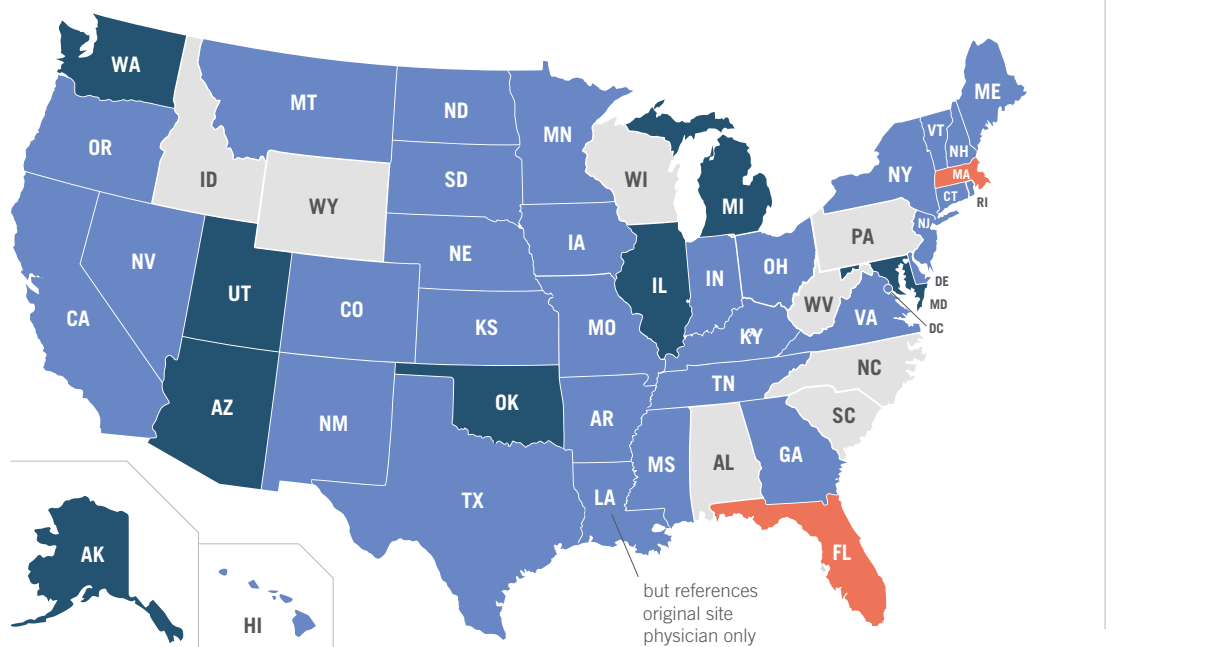 WA
MT
ND
MN
ME
VT
NH
OR
ID
SD
WI
MI
NY
MA
CT
RI
WY
NE
IA
PA
NJ
NV
UT
CO
IL
IN
OH
DE
MD
DC
CA
KS
MO
WV
KY
VA
AZ
NM
OK
AR
TN
NC
SC
TX
LA
MS
AL
GA
AK
HI
FL
but references
original site
physician only